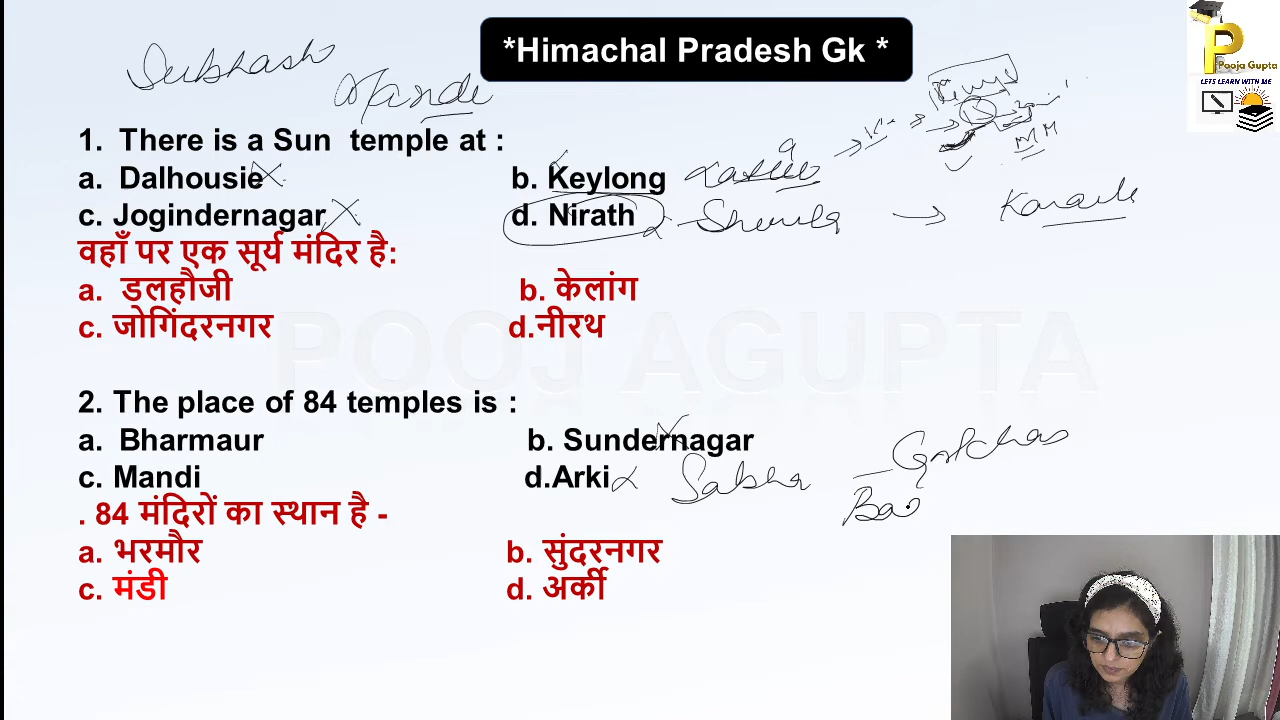 *Himachal Pradesh Gk *
Pooja Gupta
LETS LEARN WITH ME
Subhash
Mandi
1. There is a Sun temple at :
a. Dalhousie b. Keylong
c. Jogindernagar d. Nirath Shimla
वहाँ पर एक सूर्य मंदिर है:
a. डलहौजी b. केलांग
c. जोगिंदरनगर d.नीरथ
POOJ AGUPTA
2. The place of 84 temples is :
a. Bharmaur b. Sundernagar
c. Mandi d.Arki Sabha
. 84 मंदिरों का स्थान है -
a. भरमौर b. सुंदरनगर
c. मंडी d. अर्की